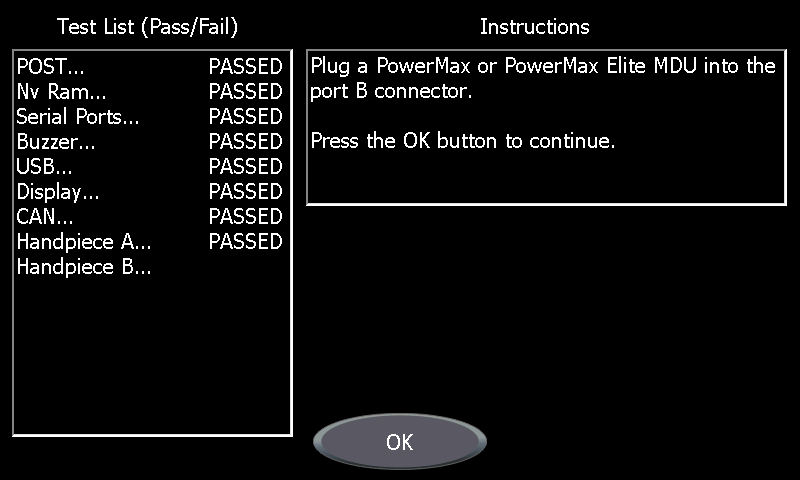 Test List (Pass/Fail)
POST... PASSED
Nv Ram... PASSED
Serial Ports... PASSED
Buzzer... PASSED
USB... PASSED
Display... PASSED
CAN... PASSED
Handpiece A... PASSED
Handpiece B...
Instructions
Plug a PowerMax or PowerMax Elite MDU into the
port B connector.
Press the OK button to continue.
OK